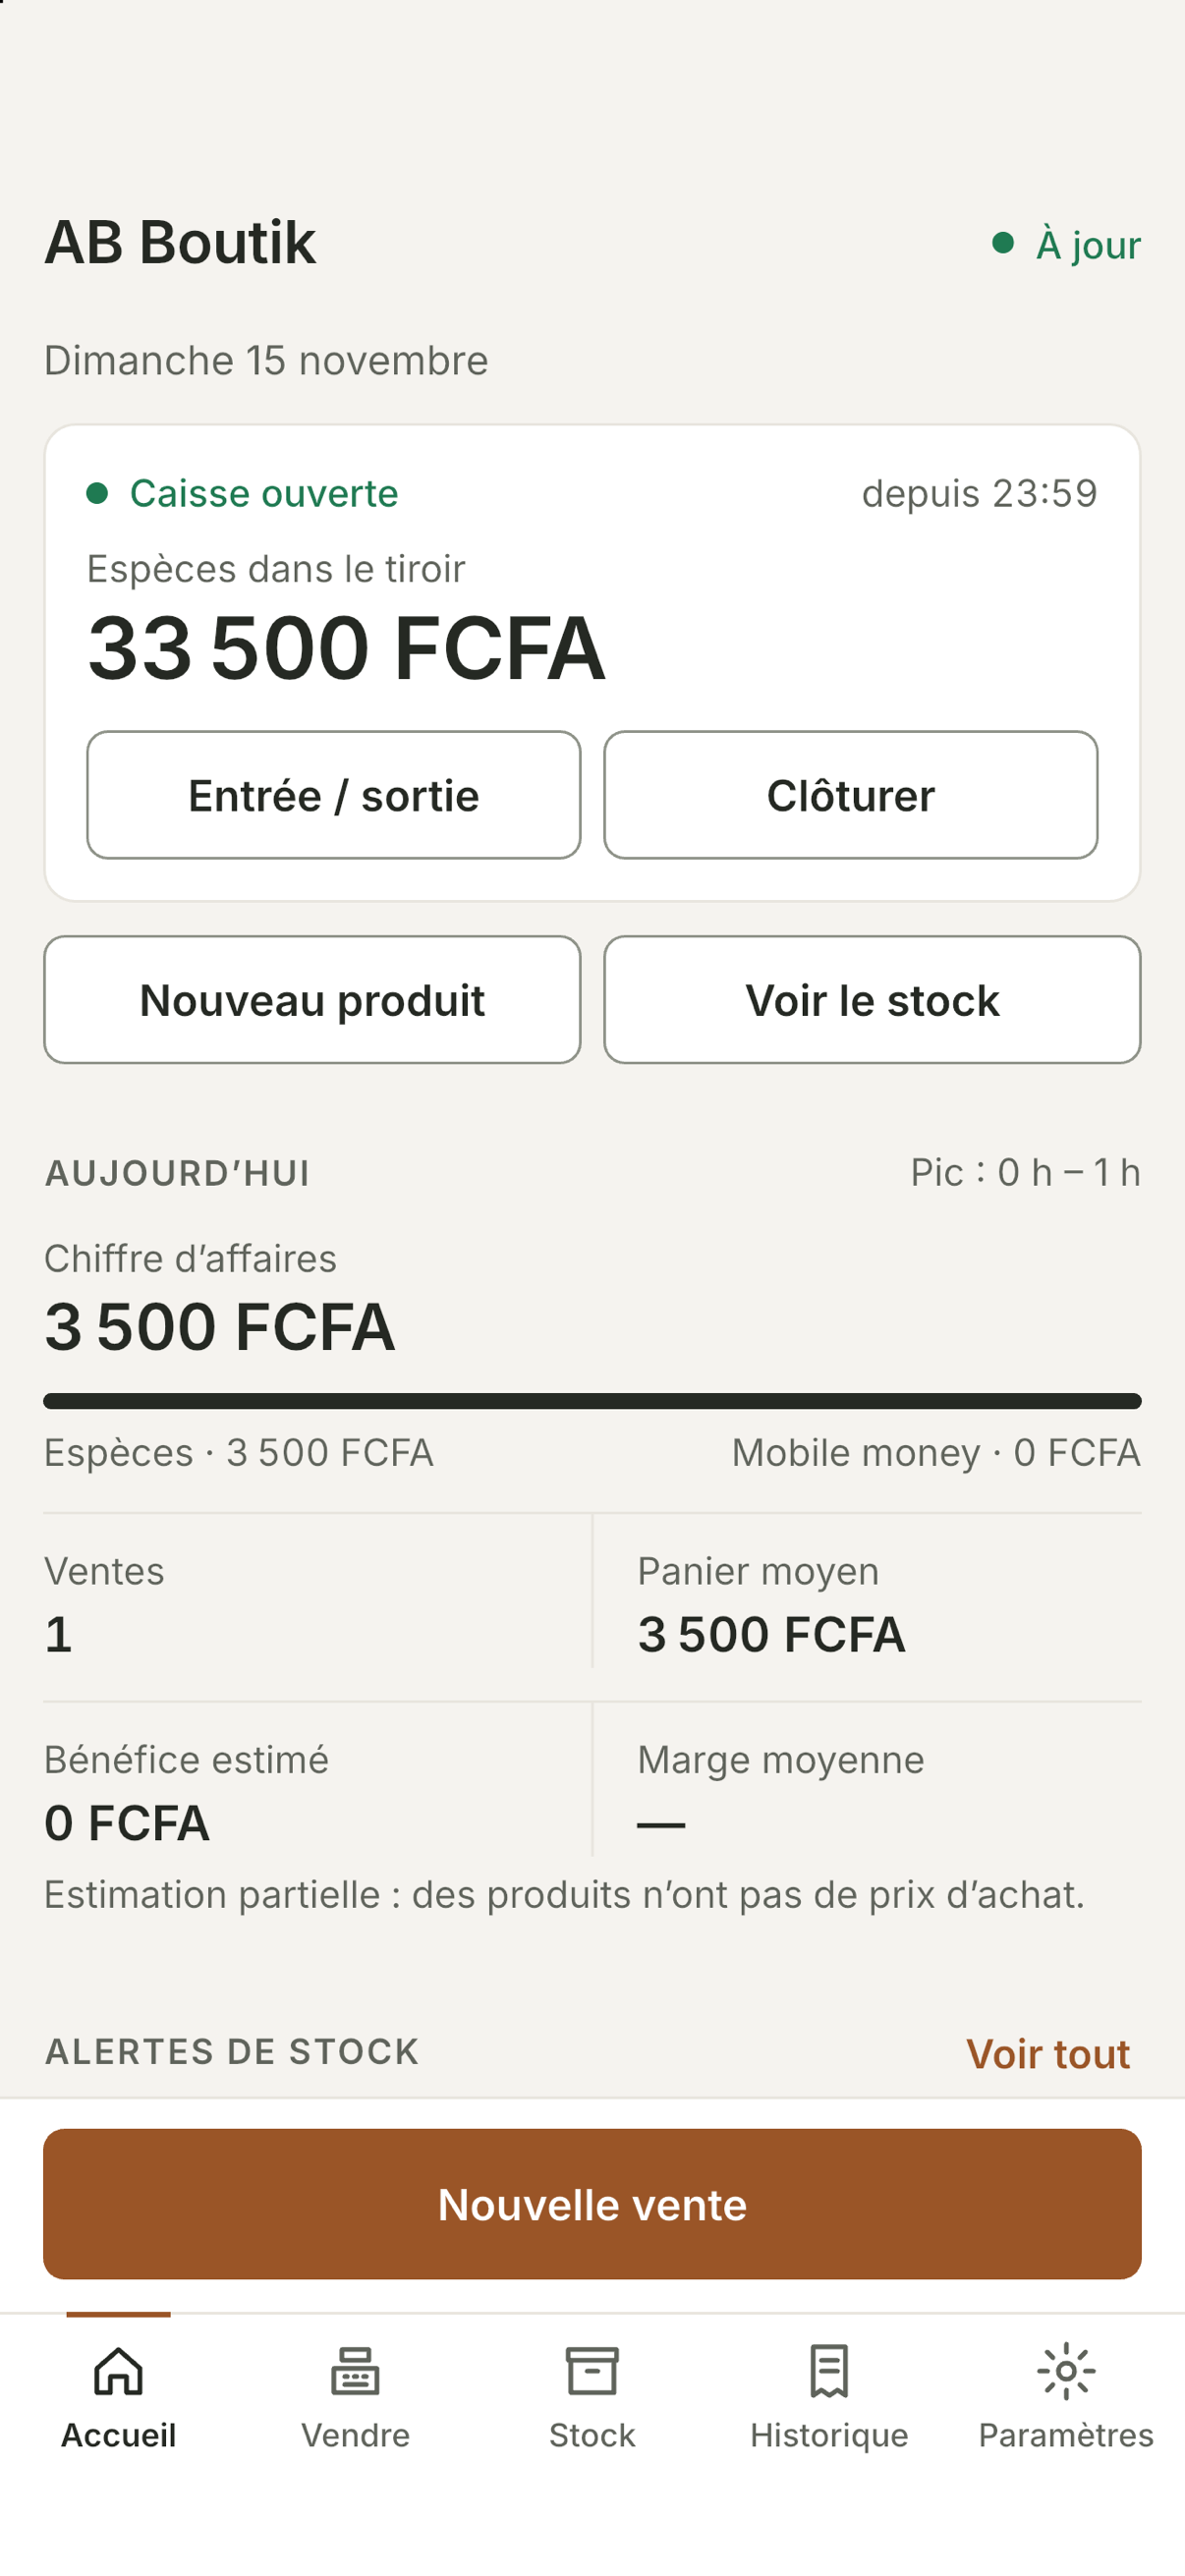 AB Boutik
À jour
Dimanche 15 novembre
Caisse ouverte
depuis 23:59
Espèces dans le tiroir
33 500 FCFA
Entrée / sortie
Clôturer
Nouveau produit
Voir le stock
AUJOURD’HUI
Pic : 0 h – 1 h
Chiffre d’affaires
3 500 FCFA
Espèces · 3 500 FCFA
Mobile money · 0 FCFA
Ventes
1
Panier moyen
3 500 FCFA
Bénéfice estimé
0 FCFA
Marge moyenne
—
Estimation partielle : des produits n’ont pas de prix d’achat.
ALERTES DE STOCK
Voir tout
Nouvelle vente
Accueil
Vendre
Stock
Historique
Paramètres